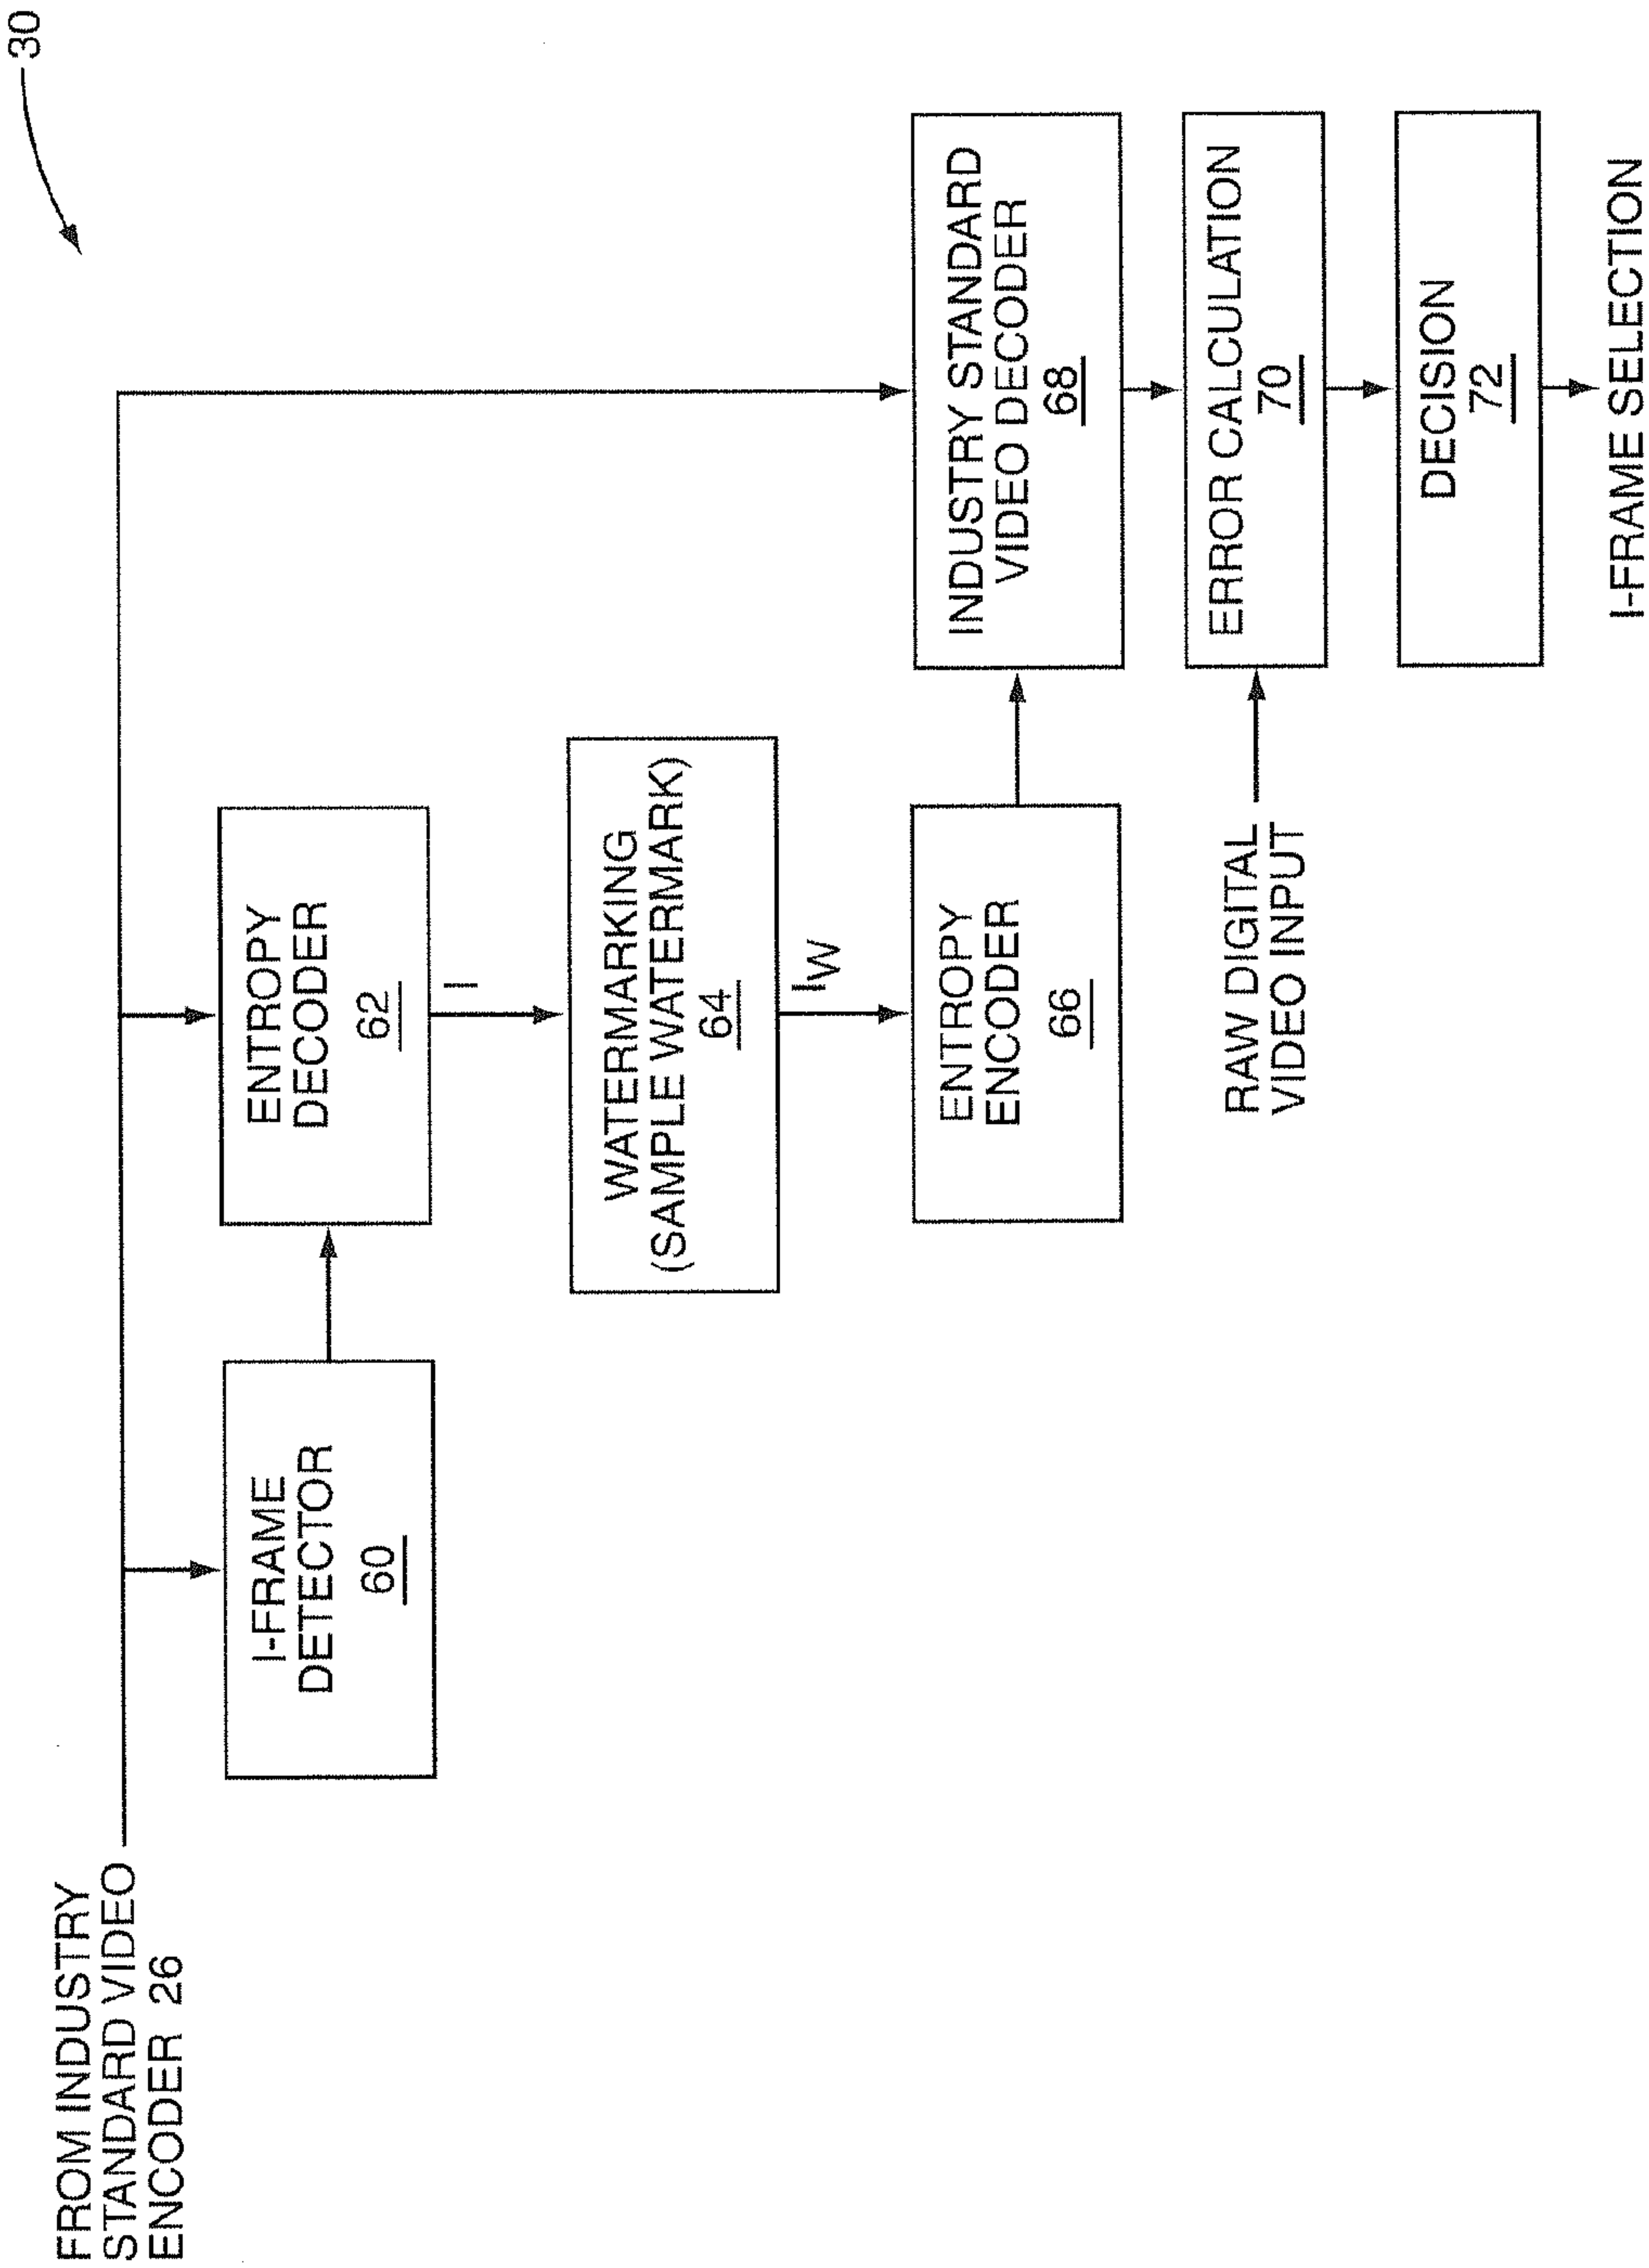 30
FROM INDUSTRY
STANDARD VIDEO
ENCODER 26
I-FRAME
DETECTOR
60
ENTROPY
DECODER
62
I
WATERMARKING
(SAMPLE WATERMARK)
64
IW
ENTROPY
ENCODER
66
INDUSTRY STANDARD
VIDEO DECODER
68
RAW DIGITAL
VIDEO INPUT
ERROR CALCULATION
70
DECISION
72
I-FRAME SELECTION